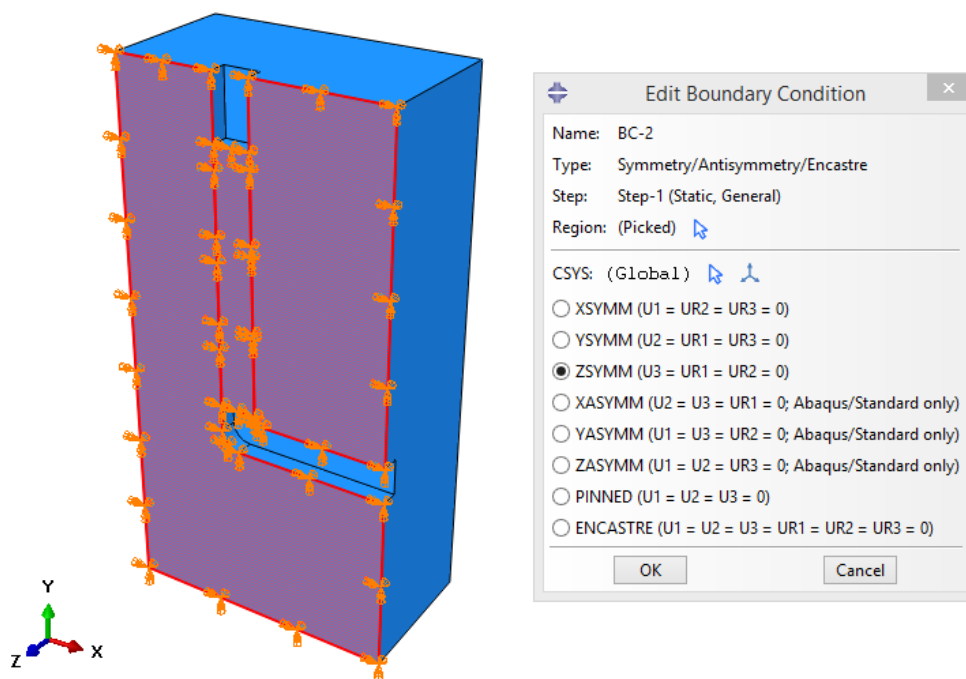 Edit Boundary Condition
Name: BC-2
Type: Symmetry/Antisymmetry/Encastre
Step: Step-1 (Static, General)
Region: (Picked)
CSYS: (Global)
XSYMM (U1 = UR2 = UR3 = 0)
YSYMM (U2 = UR1 = UR3 = 0)
ZSYMM (U3 = UR1 = UR2 = 0)
XASYMM (U2 = U3 = UR1 = 0; Abaqus/Standard only)
YASYMM (U1 = U3 = UR2 = 0; Abaqus/Standard only)
ZASYMM (U1 = U2 = UR3 = 0; Abaqus/Standard only)
PINNED (U1 = U2 = U3 = 0)
ENCASTRE (U1 = U2 = U3 = UR1 = UR2 = UR3 = 0)
OK Cancel
Y
Z X